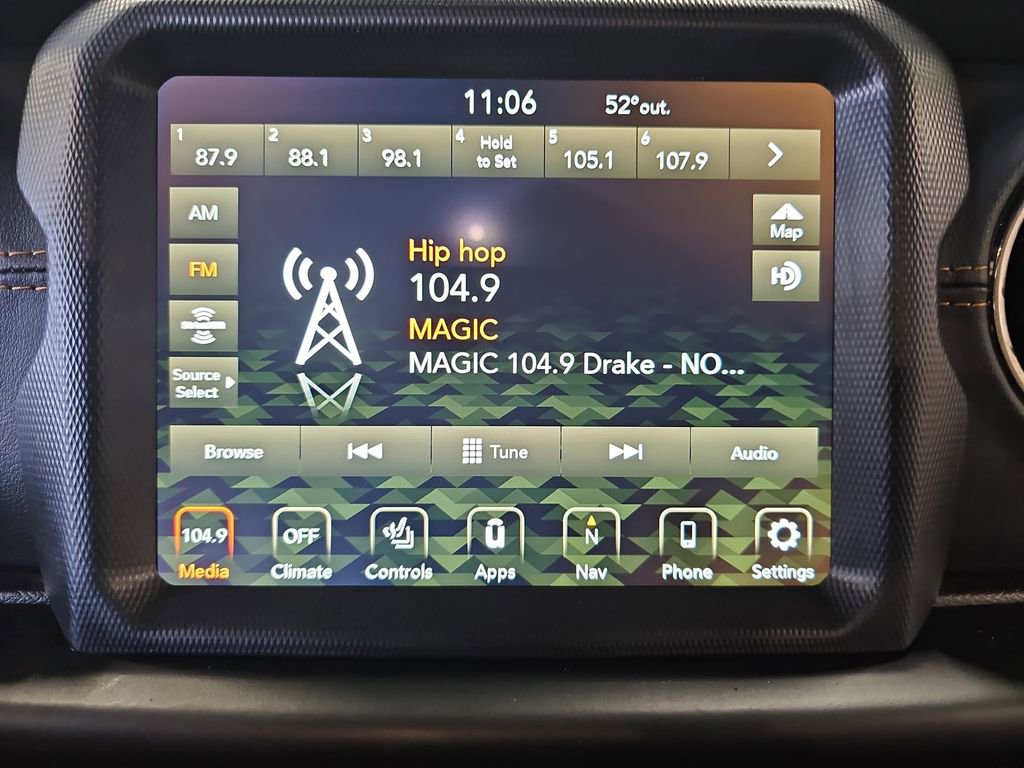 11:06 52°out.
1 87.9 2 88.1 3 98.1 4 Hold to Set 5 105.1 6 107.9
AM
Map
FM
HD
Hip hop
104.9
MAGIC
MAGIC 104.9 Drake - NO...
Source
Select
Browse Tune Audio
104.9 OFF N
Media Climate Controls Apps Nav Phone Settings